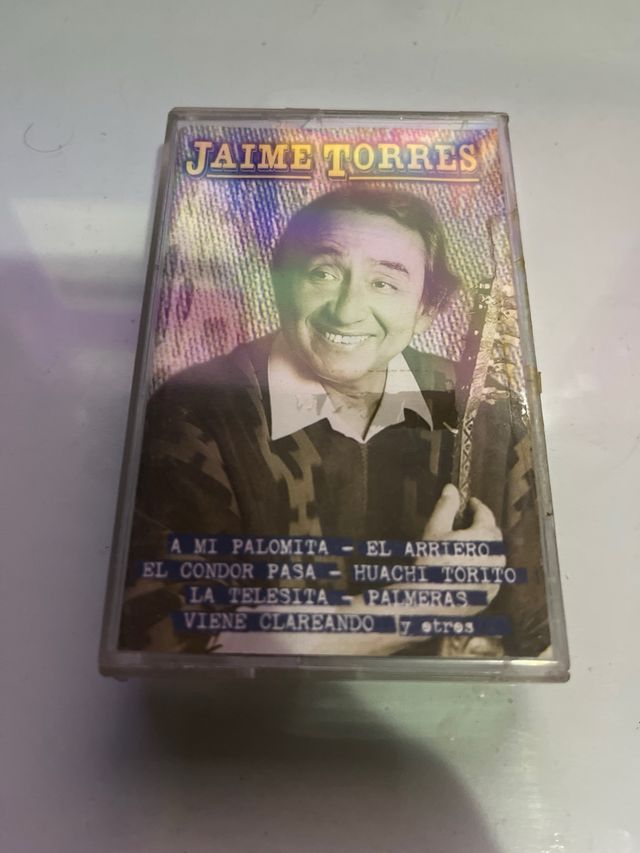 JAIME TORRES
A MI PALOMITA - EL ARRIERO
EL CONDOR PASA - HUACHI TORITO
LA TELESITA - PALMERAS
VIENE CLAREANDO y otros